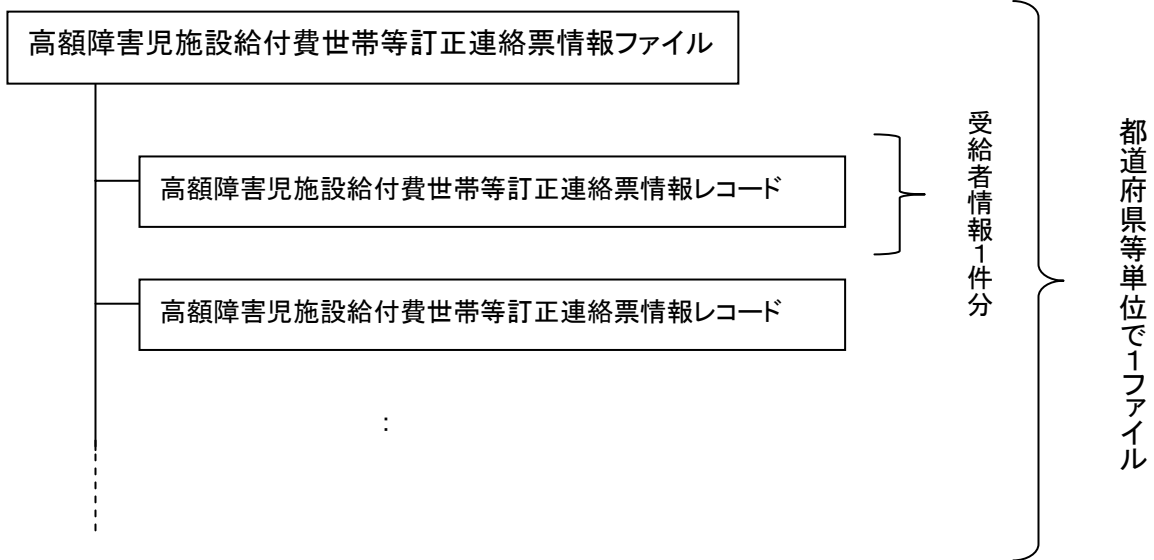 高額障害児施設給付費世帯等訂正連絡票情報ファイル
高額障害児施設給付費世帯等訂正連絡票情報レコード
受給者情報1件分
高額障害児施設給付費世帯等訂正連絡票情報レコード
:
都道府県等単位で1ファイル